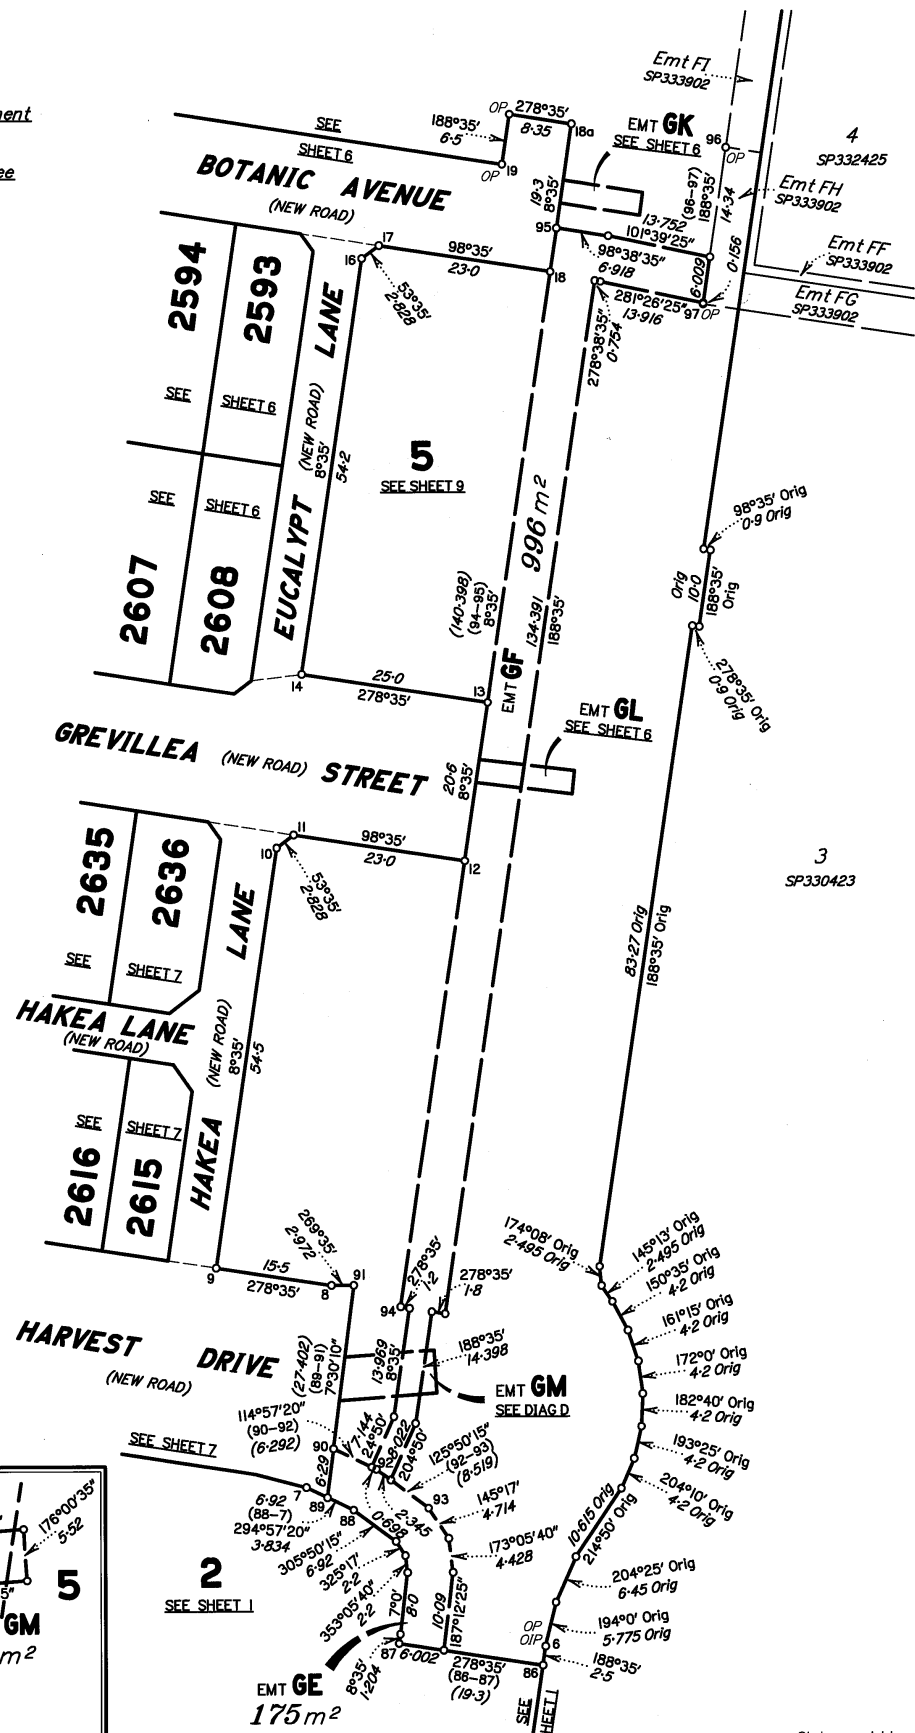 ment
ee
Emt FI
SP333902
OP
278°35'
8·35
18a
188°35'
6·5
SEE
SHEET 6
OP
19
EMT GK
SEE SHEET 6
96
OP
4
SP332425
BOTANIC AVENUE
(NEW ROAD)
19·3
8°35'
(96-97)
188°35'
14·34
Emt FH
SP333902
13·752
101°39'25"
95
98°38'35"
6·918
6·009
0·156
Emt FF
SP333902
Emt FG
SP333902
17
16
98°35'
23·0
18
53°35'
2·828
281°26'25"
13·916
97
OP
278°38'35"
0·754
2594
2593
SEE
SHEET 6
EUCALYPT LANE
(NEW ROAD)
8°35'
54·2
5
SEE SHEET 9
996 m²
SEE
SHEET 6
2607
2608
98°35' Orig
0·9 Orig
Orig
10·0
188°35'
Orig
278°35' Orig
0·9 Orig
(140·398)
(94-95)
8°35'
134·391
188°35'
14
25·0
278°35'
13
EMT GF
EMT GL
SEE SHEET 6
GREVILLEA (NEW ROAD) STREET
20·6
8°35'
11
10
98°35'
23·0
12
53°35'
2·828
2635
2636
SEE
SHEET 7
3
SP330423
83·27 Orig
188°35' Orig
HAKEA LANE
(NEW ROAD)
HAKEA LANE
(NEW ROAD)
8°35'
54·5
SEE
SHEET 7
2616
2615
9
15·5
278°35'
8
269°35'
2·972
91
94
278°35'
1·2
278°35'
1·8
174°08' Orig
2·495 Orig
145°13' Orig
2·495 Orig
150°35' Orig
4·2 Orig
161°15' Orig
4·2 Orig
172°0' Orig
4·2 Orig
182°40' Orig
4·2 Orig
193°25' Orig
4·2 Orig
204°10' Orig
4·2 Orig
10·615 Orig
214°50' Orig
204°25' Orig
6·45 Orig
194°0' Orig
5·775 Orig
188°35'
2·5
HARVEST DRIVE
(NEW ROAD)
(27·402)
(89-91)
7°30'10"
13·969
8°35'
188°35'
14·398
EMT GM
SEE DIAG D
114°57'20"
(90-92)
(6·292)
7·144
24°50'
8·022
204°50'
125°50'15"
(92-93)
(8·519)
SEE SHEET 7
90
92
93
6·29
7
89
88
6·92
(88-7)
294°57'20"
3·834
0·698
2·345
145°17'
4·714
173°05'40"
4·428
305°50'15"
6·92
325°17'
2·2
353°05'40"
2·2
7°0'
8·0
10·09
187°12'25"
2
SEE SHEET 1
OP
OIP
6
87
6·002
278°35'
(86-87)
(19·3)
86
8°35'
1·204
EMT GE
175 m²
SEE
HEET 1
176°00'35"
5·52
5"
5
GM
m²